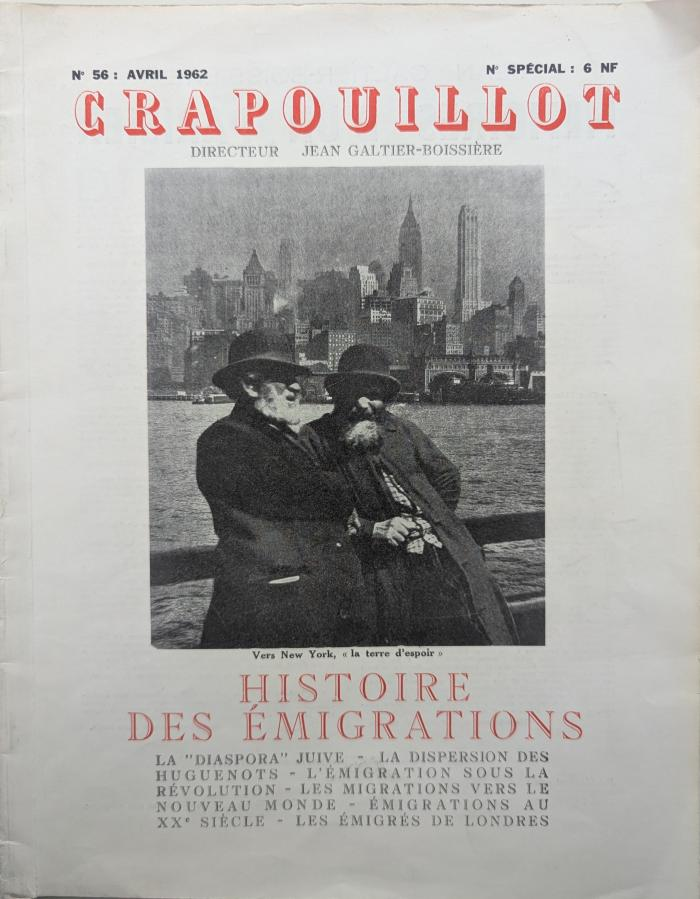 N° 56 : AVRIL 1962
N° SPÉCIAL : 6 NF
CRAPOUILLOT
DIRECTEUR JEAN GALTIER-BOISSIÈRE
Vers New York, « la terre d'espoir »
HISTOIRE
DES ÉMIGRATIONS
LA "DIASPORA" JUIVE - LA DISPERSION DES
HUGUENOTS - L'ÉMIGRATION SOUS LA
RÉVOLUTION - LES MIGRATIONS VERS LE
NOUVEAU MONDE - ÉMIGRATIONS AU
XXe SIÈCLE - LES ÉMIGRÉS DE LONDRES